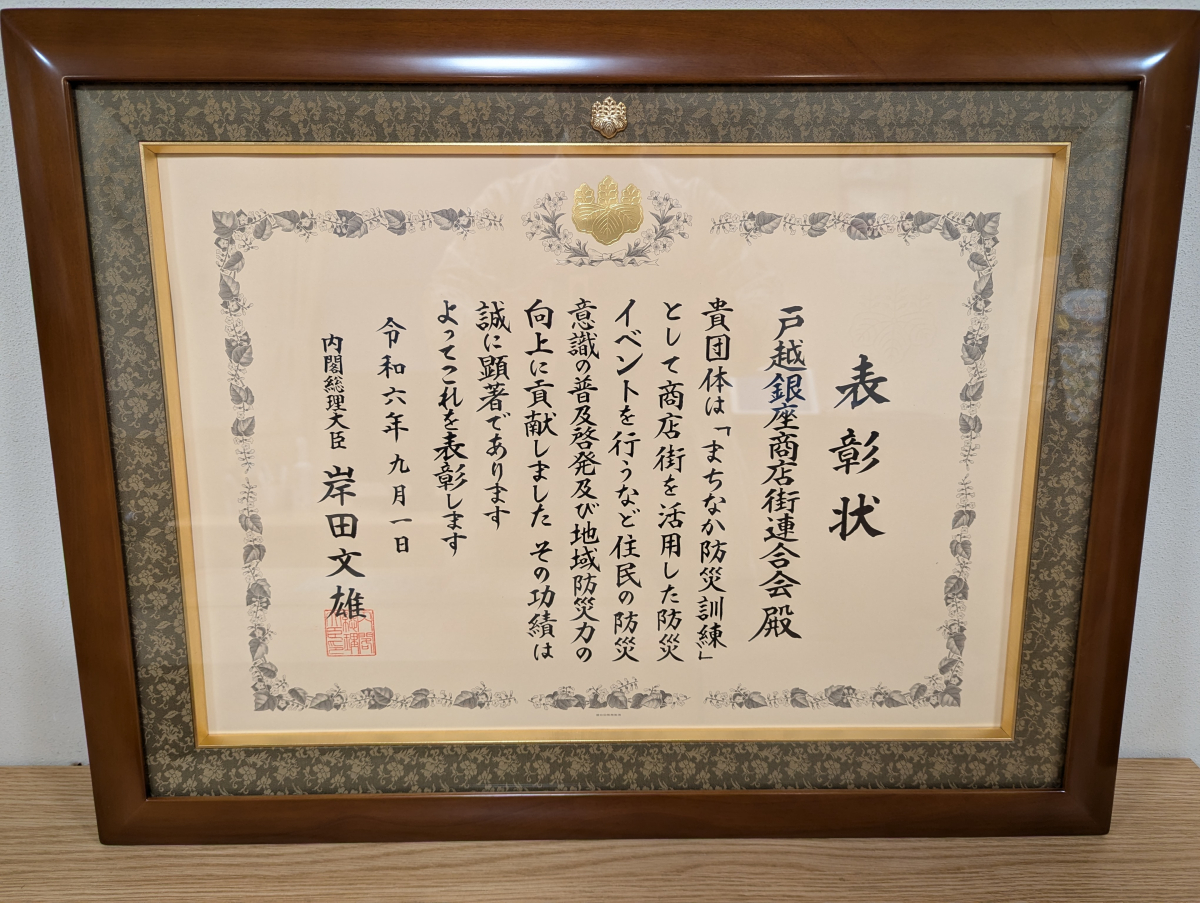 表彰状
戸越銀座商店街連合会殿
貴団体は「まちなか防災訓練」
として商店街を活用した防災
イベントを行うなど住民の防災
意識の普及啓発及び地域防災力の
向上に貢献しました その功績は
誠に顕著であります
よってこれを表彰します
令和六年九月一日
内閣総理大臣 岸田文雄